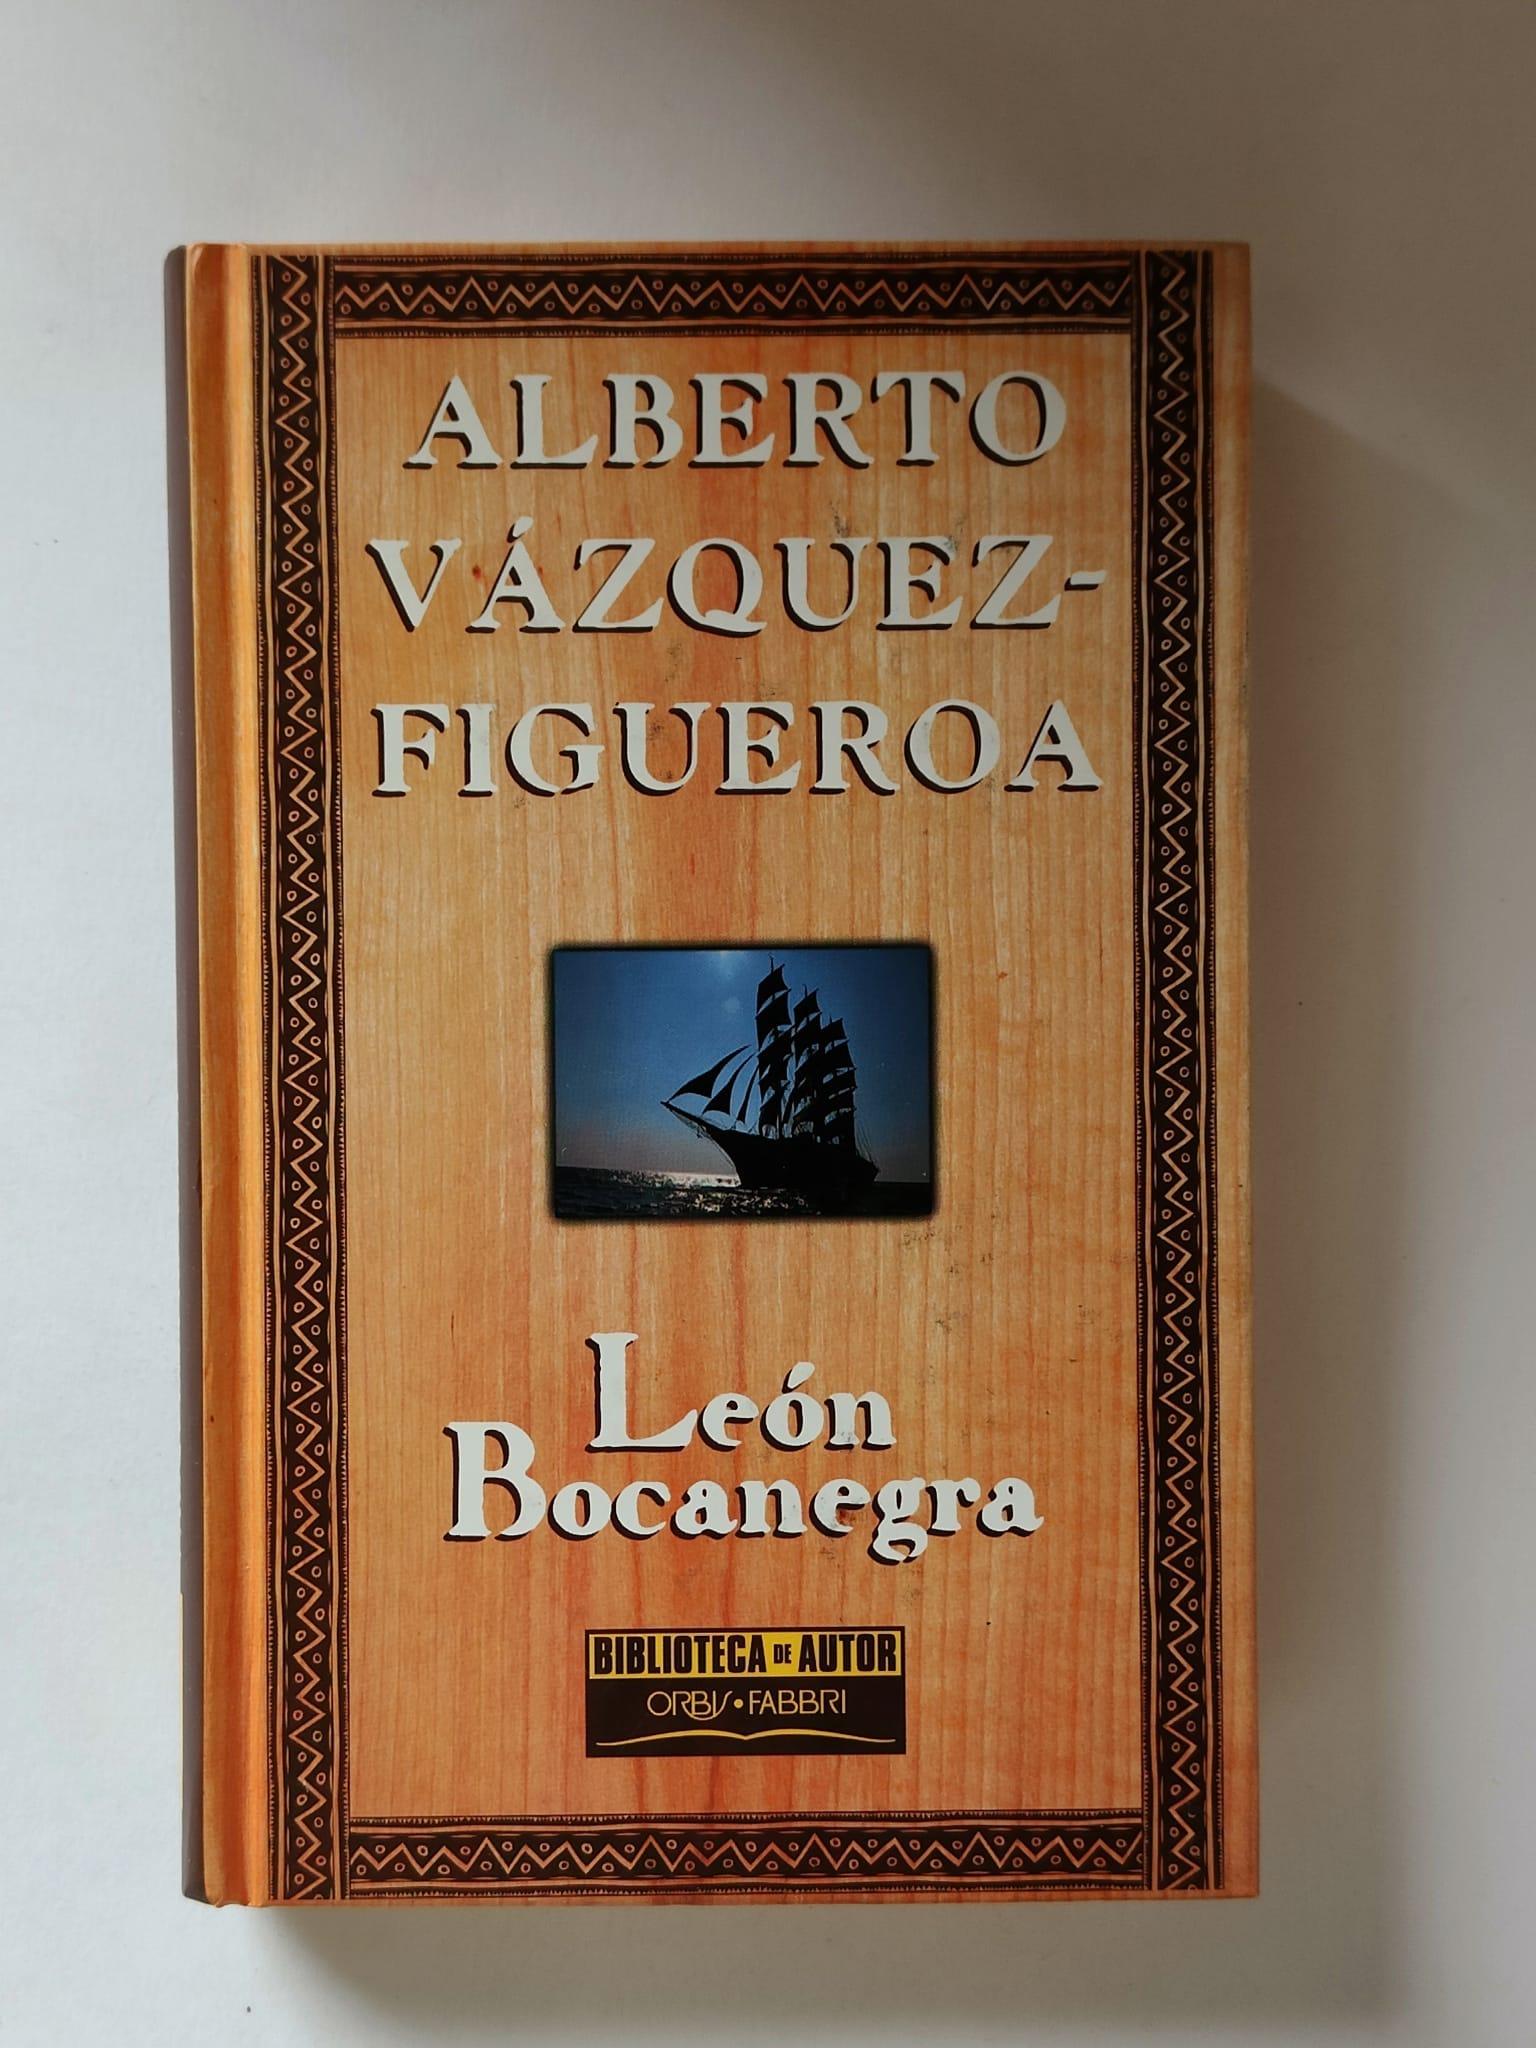 ALBERTO
VÁZQUEZ-
FIGUEROA
León
Bocanegra
BIBLIOTECA DE AUTOR
ORBIS • FABBRI